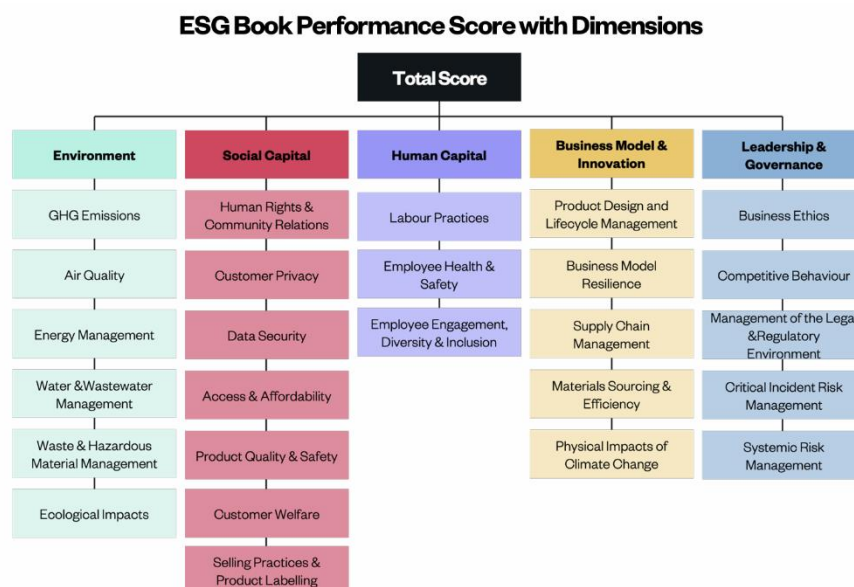 ESG Book Performance Score with Dimensions
Total Score
Environment
GHG Emissions
Air Quality
Energy Management
Water &Wastewater
Management
Waste & Hazardous
Material Management
Ecological Impacts
Social Capital
Human Rights &
Community Relations
Customer Privacy
Data Security
Access & Affordability
Product Quality & Safety
Customer Welfare
Selling Practices &
Product Labelling
Human Capital
Labour Practices
Employee Health &
Safety
Employee Engagement,
Diversity & Inclusion
Business Model &
Innovation
Product Design and
Lifecycle Management
Business Model
Resilience
Supply Chain
Management
Materials Sourcing &
Efficiency
Physical Impacts of
Climate Change
Leadership &
Governance
Business Ethics
Competitive Behaviour
Management of the Lega
&Regulatory
Environment
Critical Incident Risk
Management
Systemic Risk
Management